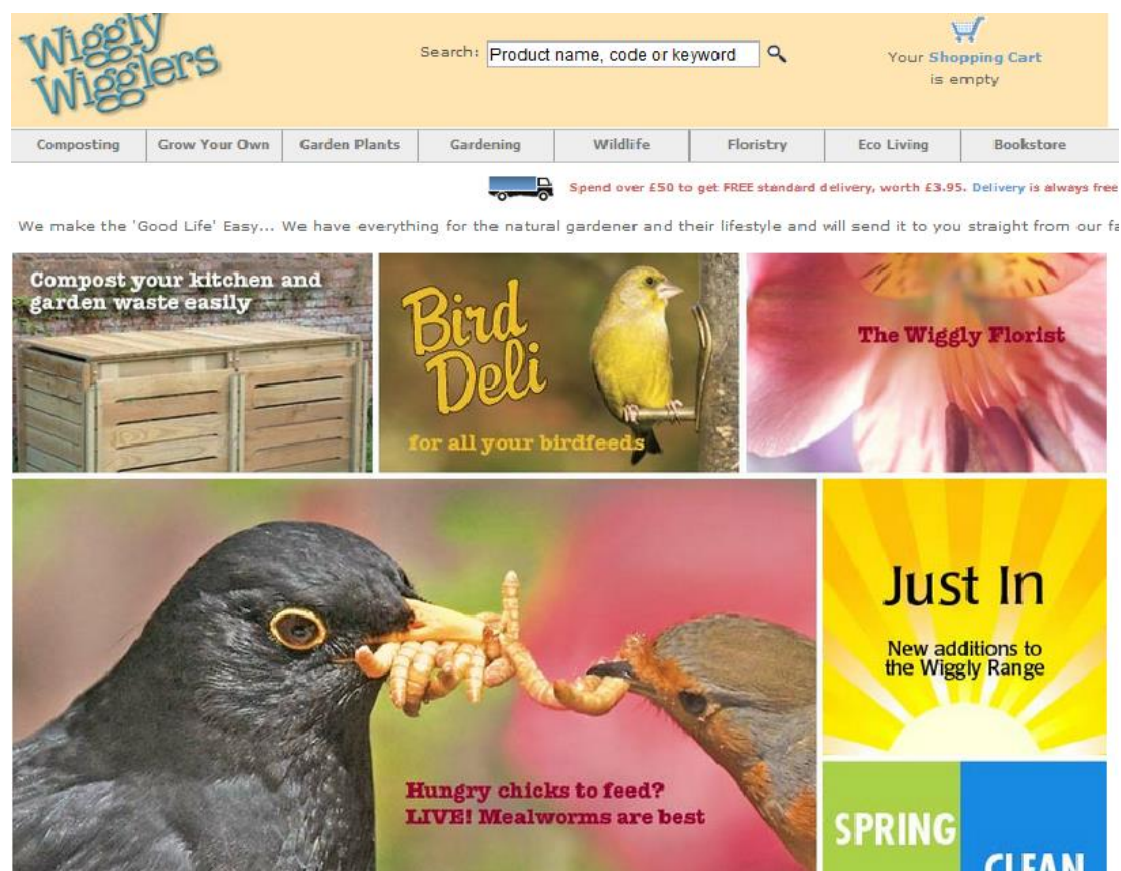 Wiggly
Wigglers
Search: Product name, code or keyword
Your Shopping Cart
is empty
Composting Grow Your Own Garden Plants Gardening Wildlife Floristry Eco Living Bookstore
Spend over £50 to get FREE standard delivery, worth £3.95. Delivery is always free
We make the 'Good Life' Easy... We have everything for the natural gardener and their lifestyle and will send it to you straight from our
Compost your kitchen and
garden waste easily
Bird
Deli
for all your birdfeeds
The Wiggly Florist
Just In
New additions to
the Wiggly Range
Hungry chicks to feed?
LIVE! Mealworms are best
SPRING
CLEAN